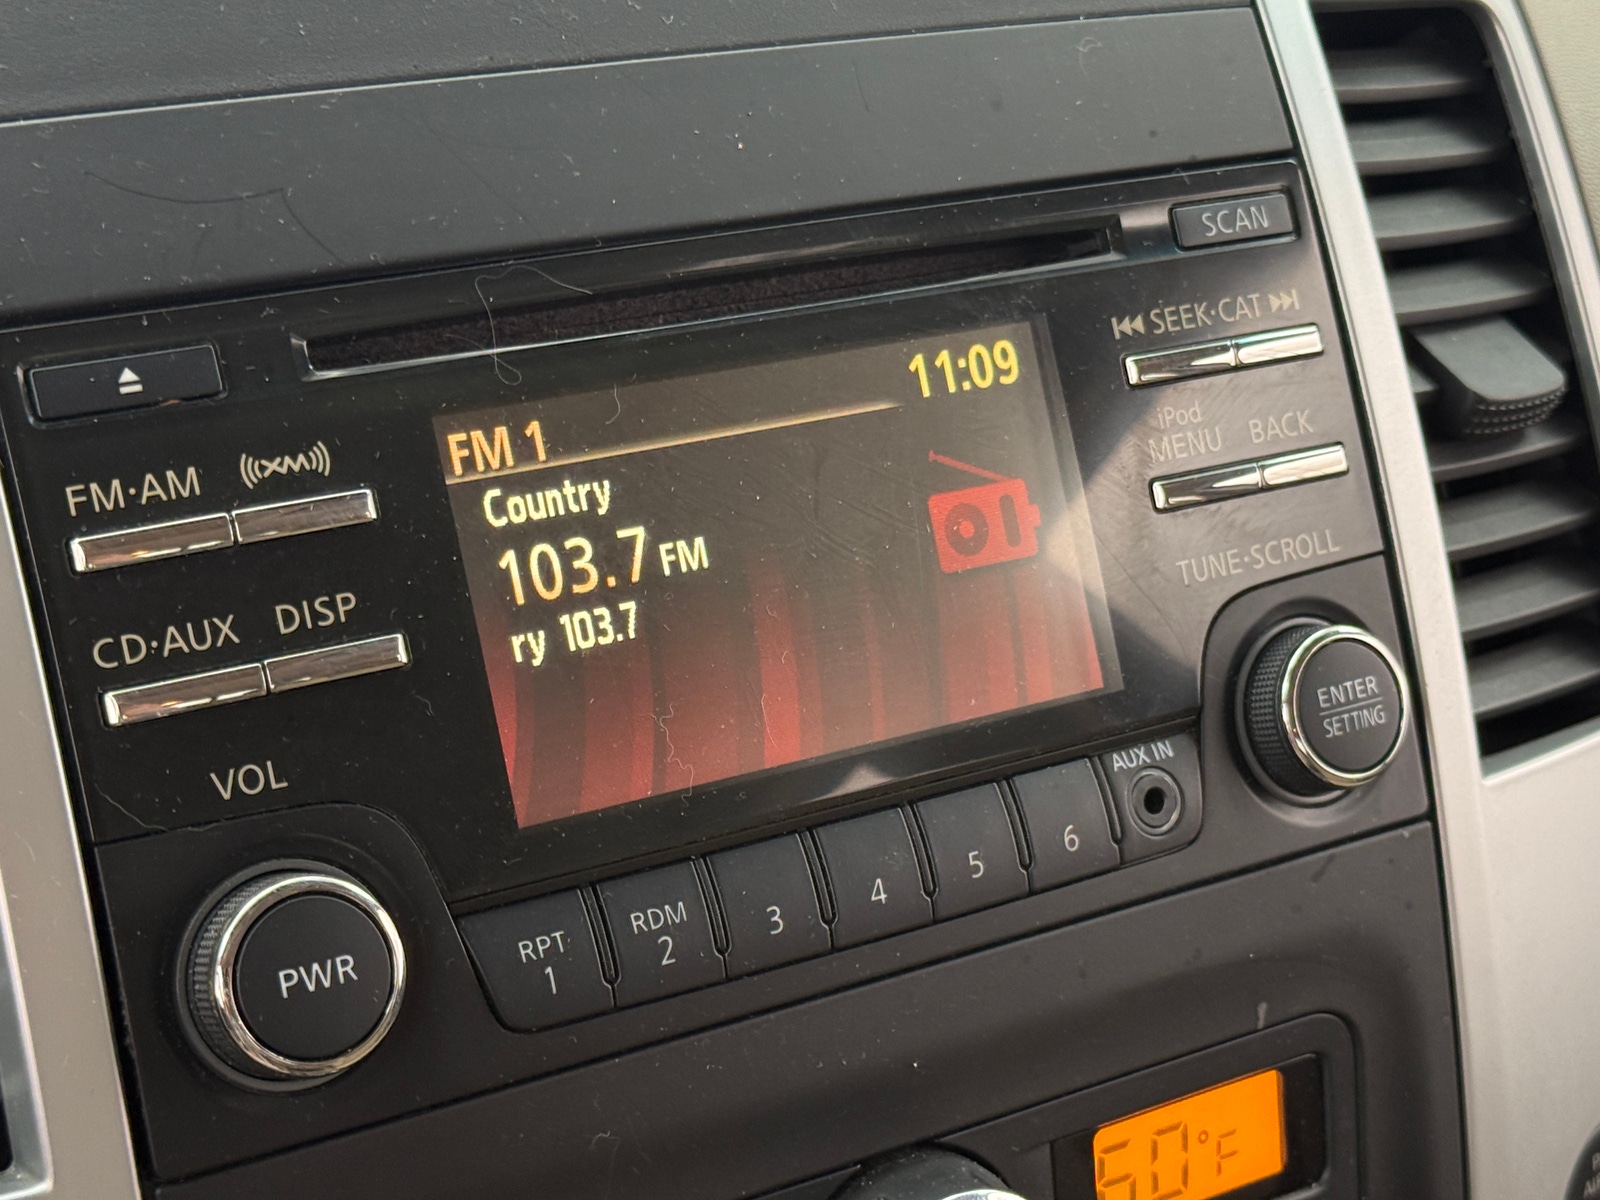 SCAN
SEEK·CAT
11:09
FM 1
iPod
MENU BACK
FM·AM XM
Country
103.7 FM
ry 103.7
TUNE·SCROLL
CD·AUX DISP
ENTER
SETTING
VOL
AUX IN
PWR
RPT
1
RDM
2
3
4
5
6
°F